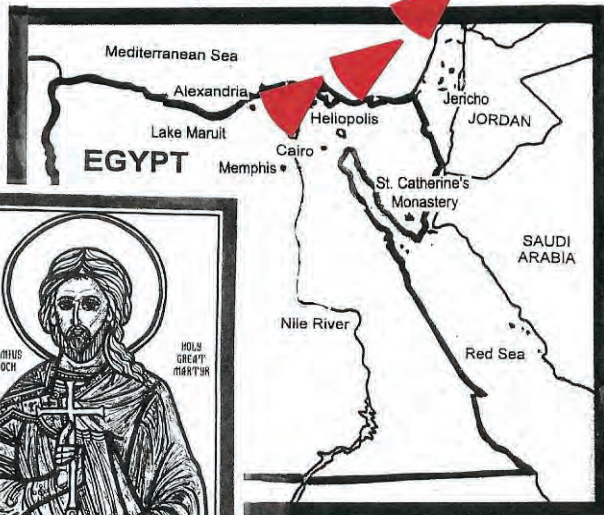 Mediterranean Sea
Alexandria
Lake Maruit
Heliopolis
Jericho
JORDAN
EGYPT
Cairo
Memphis
St. Catherine's
Monastery
SAUDI
ARABIA
Nile River
Red Sea
HOLY
GREAT
MARTYR